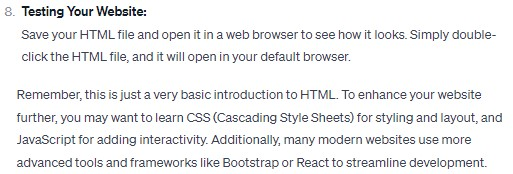 8. Testing Your Website:
Save your HTML file and open it in a web browser to see how it looks. Simply double-
click the HTML file, and it will open in your default browser.
Remember, this is just a very basic introduction to HTML. To enhance your website
further, you may want to learn CSS (Cascading Style Sheets) for styling and layout, and
JavaScript for adding interactivity. Additionally, many modern websites use more
advanced tools and frameworks like Bootstrap or React to streamline development.